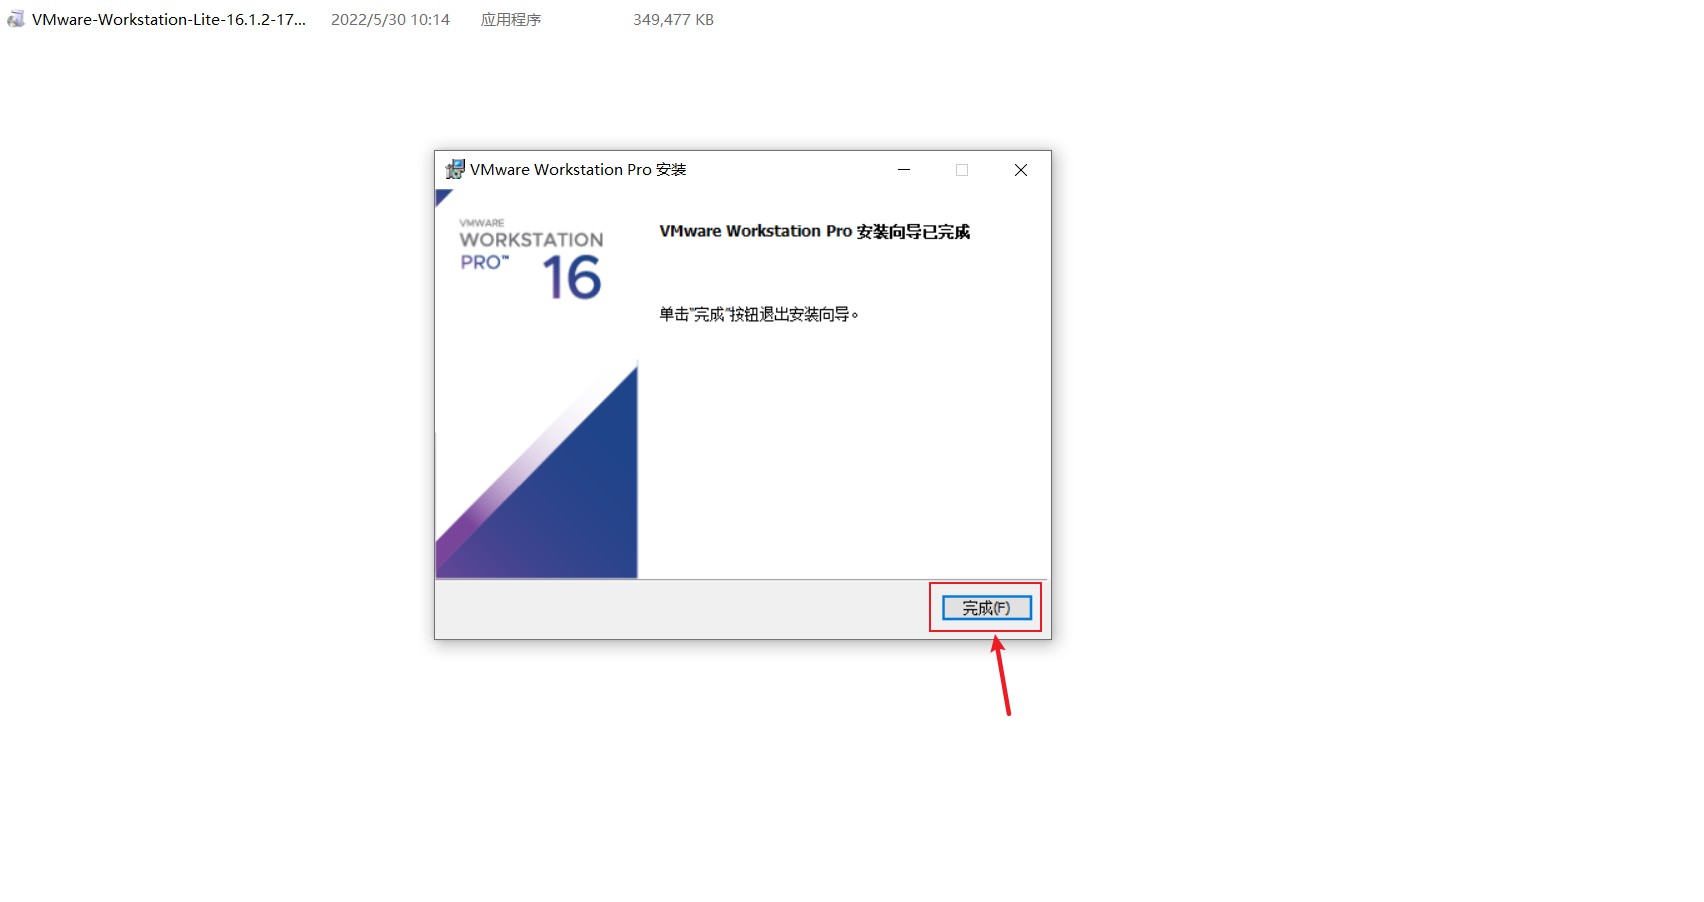 VMware-Workstation-Lite-16.1.2-17... 2022/5/30 10:14 应用程序 349,477 KB
VMware Workstation Pro 安装
VMWARE
WORKSTATION
PRO™ 16
VMware Workstation Pro 安装向导已完成
单击"完成"按钮退出安装向导。
完成(F)